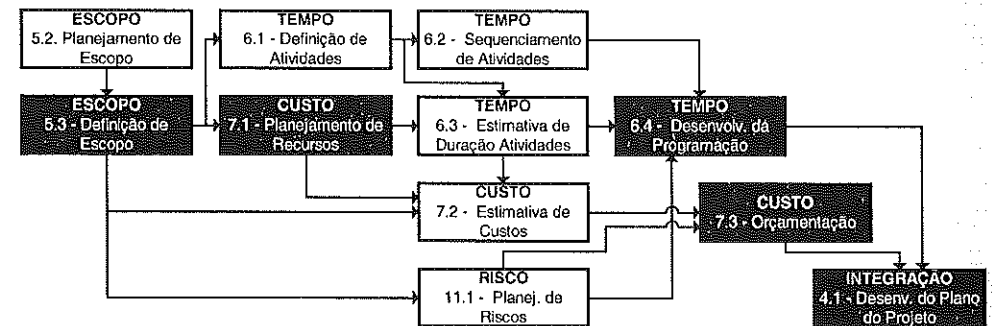 ESCOPO
5.2. Planejamento de
Escopo
TEMPO
6.1 - Definição de
Atividades
TEMPO
6.2 - Sequenciamento
de Atividades
ESCOPO
5.3 - Definição de
Escopo
CUSTO
7.1 - Planejamento de
Recursos
TEMPO
6.3 - Estimativa de
Duração Atividades
TEMPO
6.4 - Desenvolv. da
Programação
CUSTO
7.2 - Estimativa de
Custos
CUSTO
7.3 - Orçamentação
RISCO
11.1 - Planej. de
Riscos
INTEGRAÇÃO
4.1 - Desenv. do Plano
do Projeto